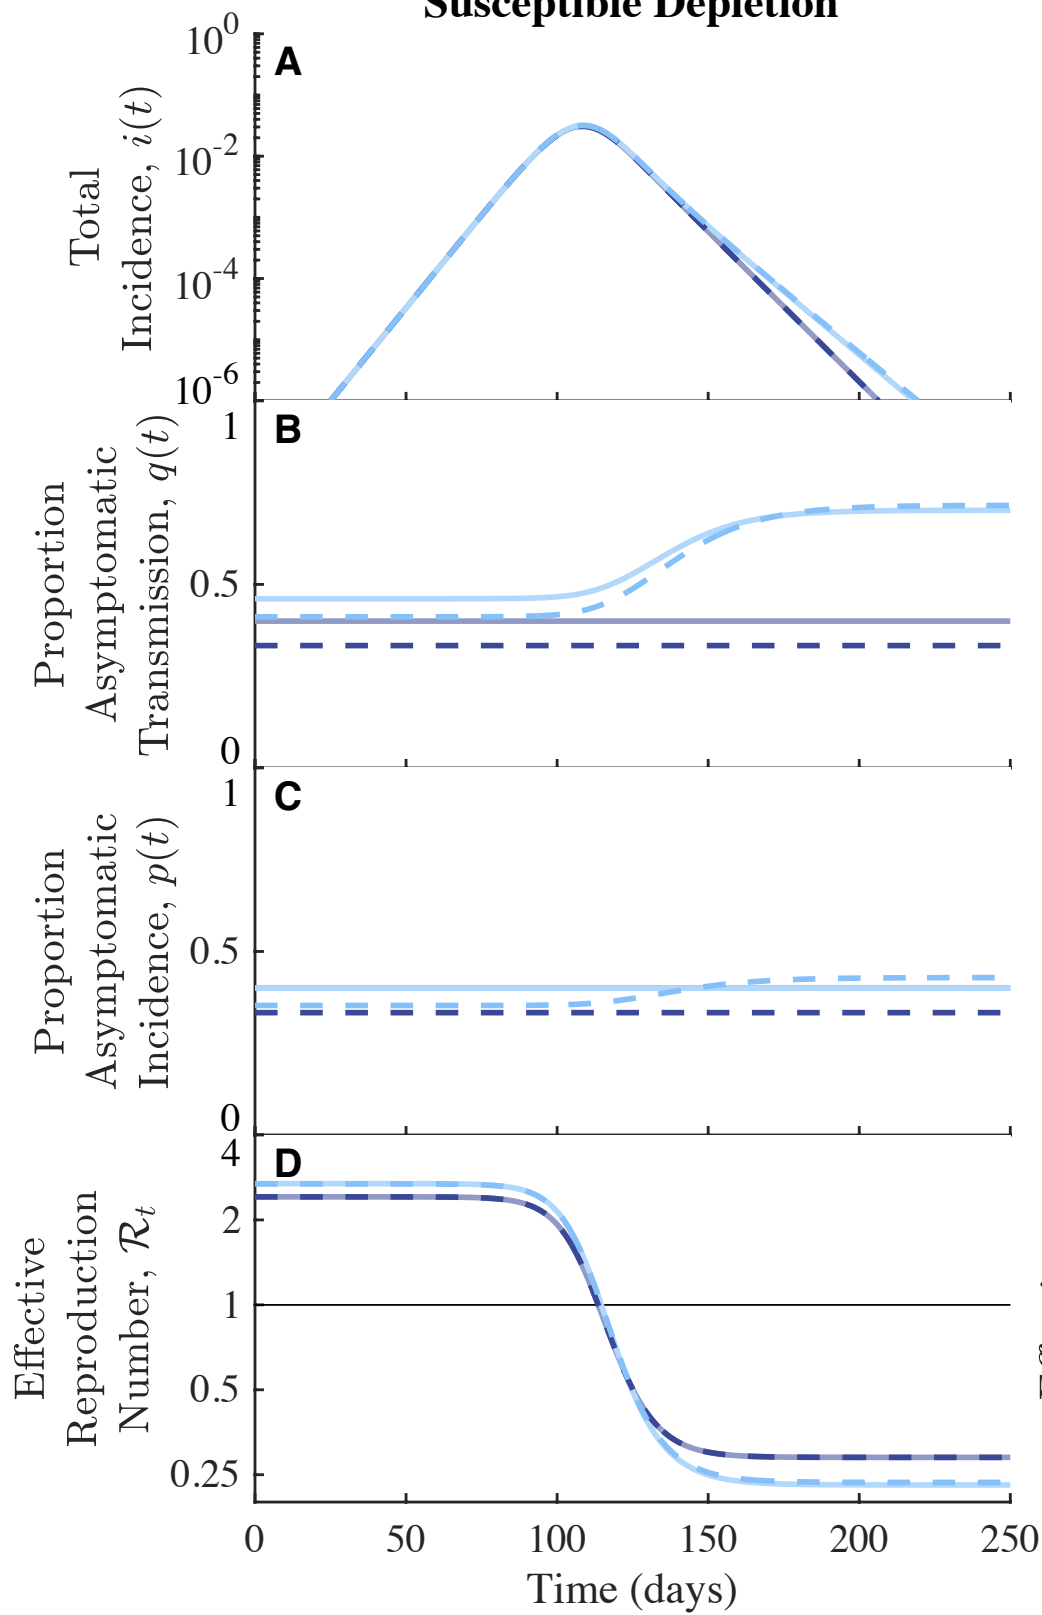 Susceptible Depletion
A
10^0
10^-2
10^-4
10^-6
Total
Incidence, i(t)
B
1
0.5
0
Proportion
Asymptomatic
Transmission, q(t)
C
1
0.5
0
Proportion
Asymptomatic
Incidence, p(t)
D
4
2
1
0.5
0.25
Effective
Reproduction
Number, ℛ_t
0 50 100 150 200 250
Time (days)